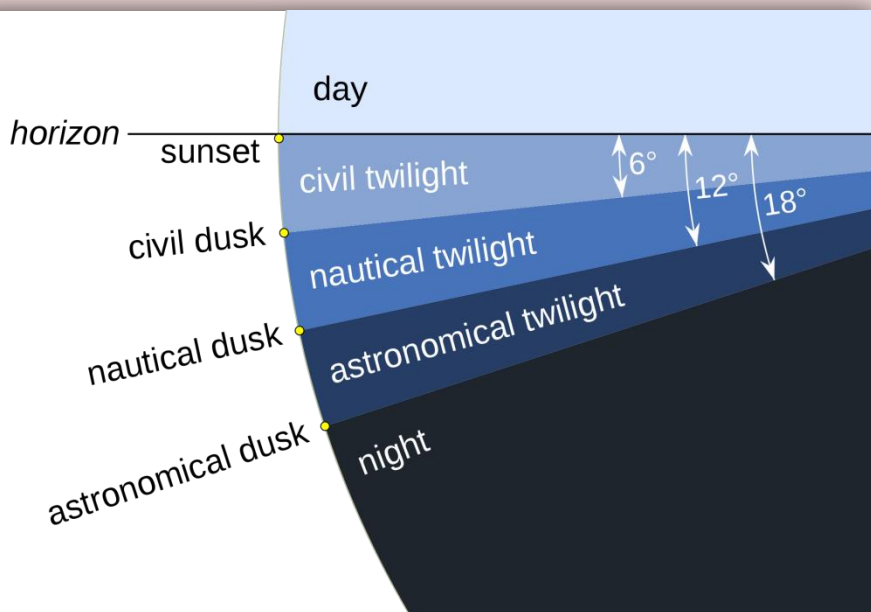 day
horizon
sunset
civil twilight
6°
12°
18°
civil dusk
nautical twilight
nautical dusk
astronomical twilight
astronomical dusk
night